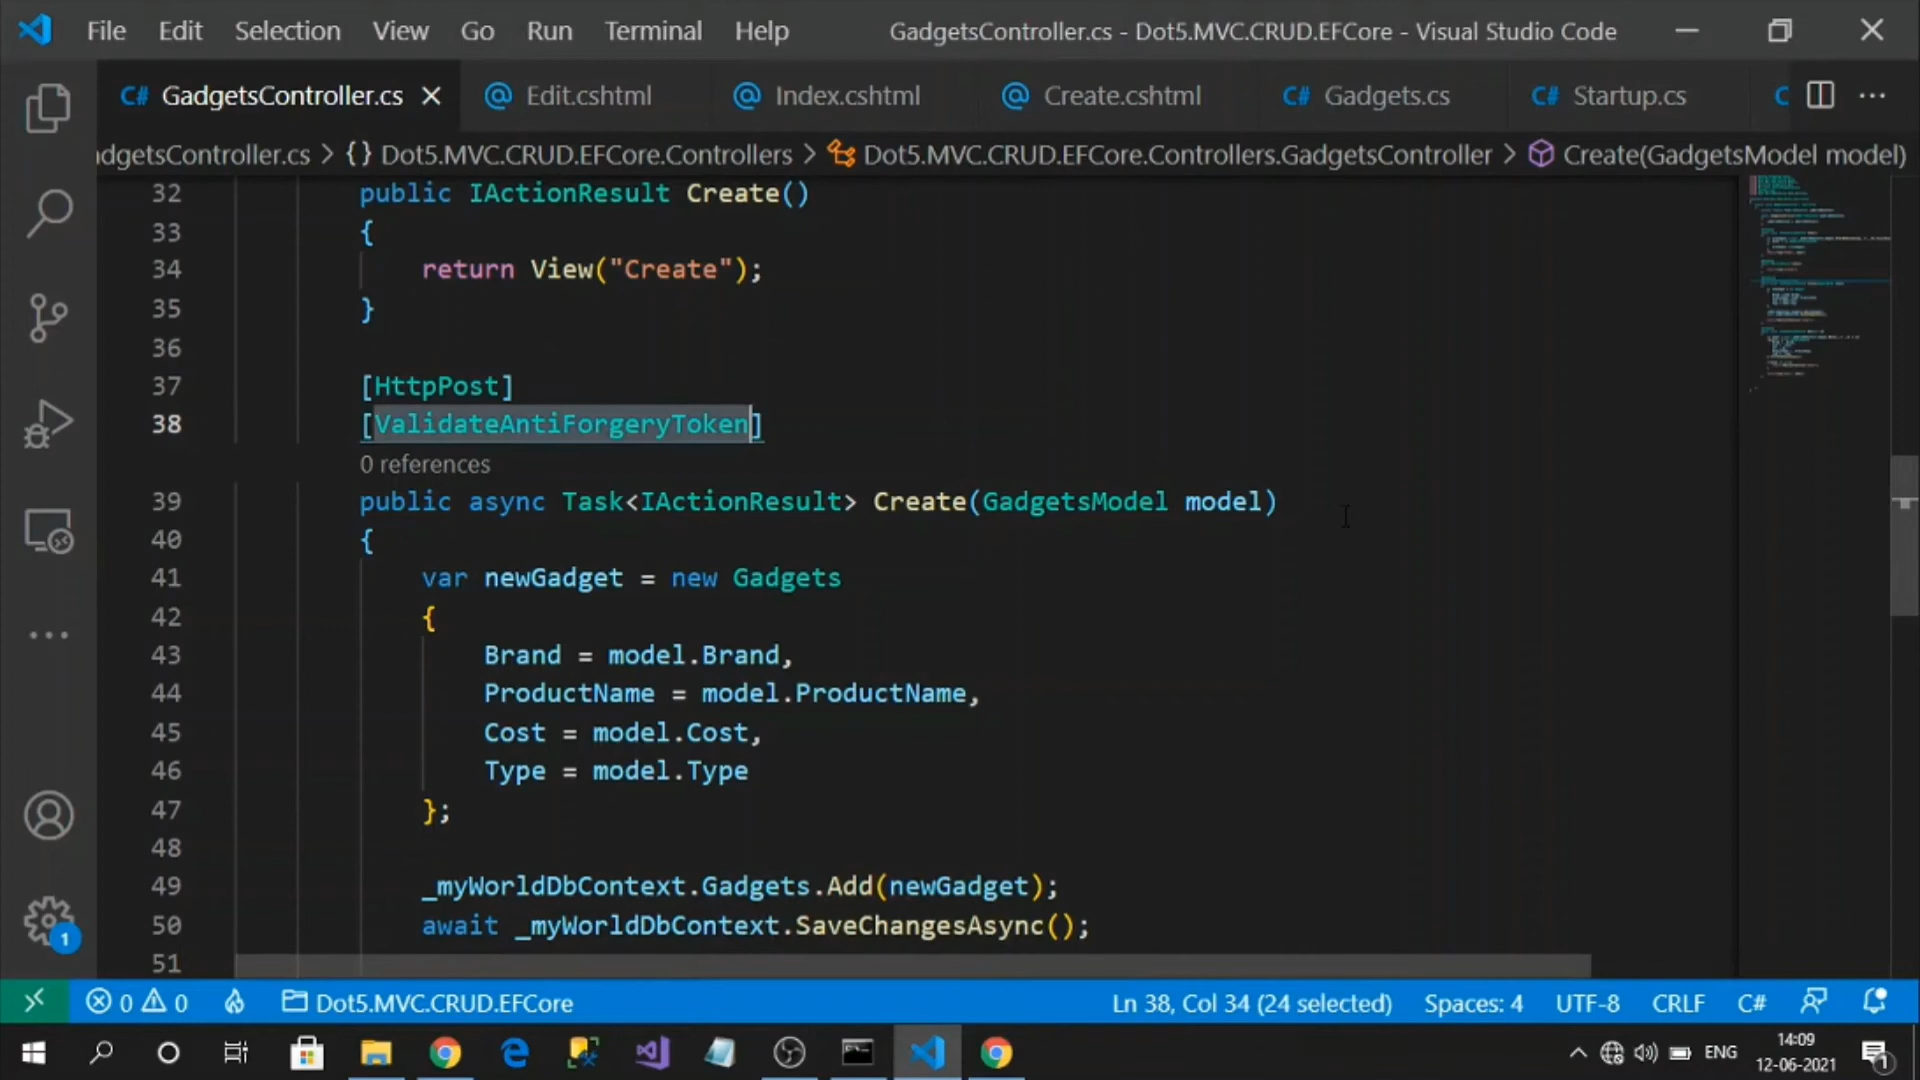 File Edit Selection View Go Run Terminal Help GadgetsController.cs - Dot5.MVC.CRUD.EFCore - Visual Studio Code
C# GadgetsController.cs Edit.cshtml Index.cshtml Create.cshtml C# Gadgets.cs C# Startup.cs
adgetsController.cs > {} Dot5.MVC.CRUD.EFCore.Controllers > Dot5.MVC.CRUD.EFCore.Controllers.GadgetsController > Create(GadgetsModel model)
32 public IActionResult Create()
33 {
34 return View("Create");
35 }
36
37 [HttpPost]
38 [ValidateAntiForgeryToken]
0 references
39 public async Task<IActionResult> Create(GadgetsModel model)
40 {
41 var newGadget = new Gadgets
42 {
43 Brand = model.Brand,
44 ProductName = model.ProductName,
45 Cost = model.Cost,
46 Type = model.Type
47 };
48
49 _myWorldDbContext.Gadgets.Add(newGadget);
50 await _myWorldDbContext.SaveChangesAsync();
51
1
0 0 Dot5.MVC.CRUD.EFCore Ln 38, Col 34 (24 selected) Spaces: 4 UTF-8 CRLF C#
ENG 14:09
12-06-2021 1